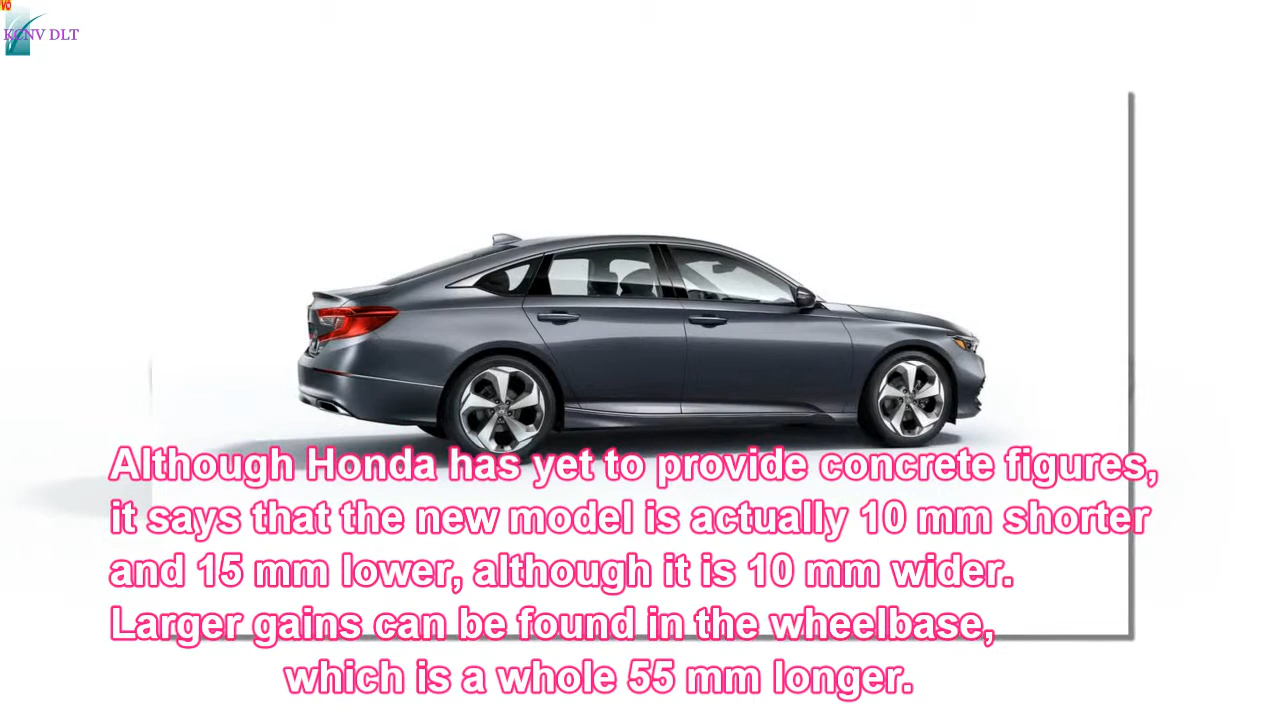 VO
KCNV DLT
Although Honda has yet to provide concrete figures,
it says that the new model is actually 10 mm shorter
and 15 mm lower, although it is 10 mm wider.
Larger gains can be found in the wheelbase,
which is a whole 55 mm longer.